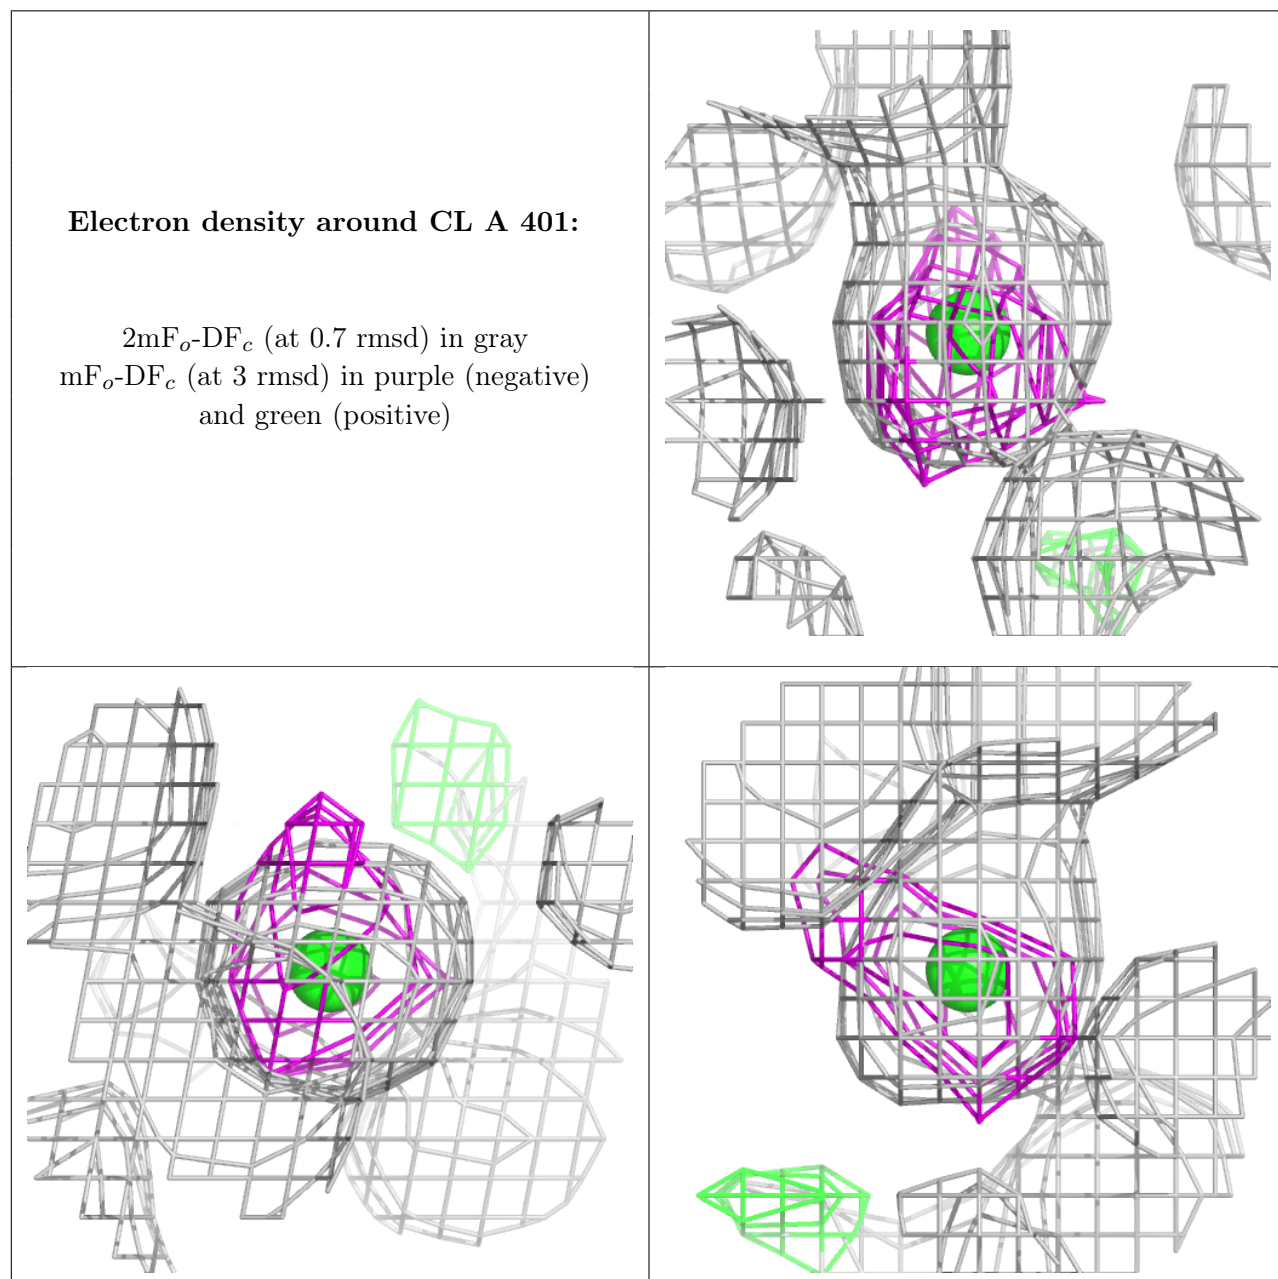 Electron density around CL A 401:
2mFo-DFc (at 0.7 rmsd) in gray
mFo-DFc (at 3 rmsd) in purple (negative)
and green (positive)